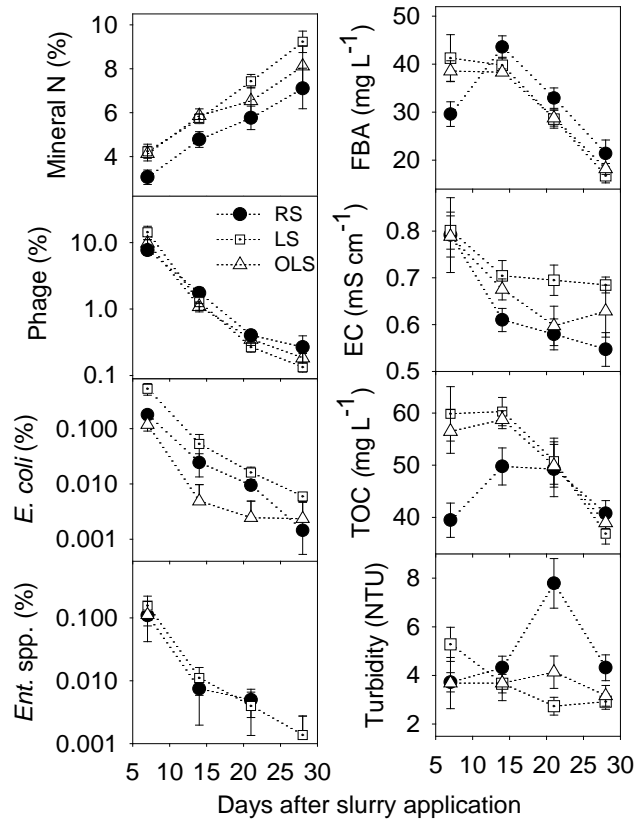 Mineral N (%)
10
8
6
4
Phage (%)
10.0
1.0
0.1
RS
LS
OLS
E. coli (%)
0.100
0.010
0.001
Ent. spp. (%)
0.100
0.010
0.001
5 10 15 20 25 30
FBA (mg L⁻¹)
50
40
30
20
EC (mS cm⁻¹)
0.8
0.7
0.6
0.5
TOC (mg L⁻¹)
60
50
40
Turbidity (NTU)
8
6
4
2
5 10 15 20 25 30
Days after slurry application